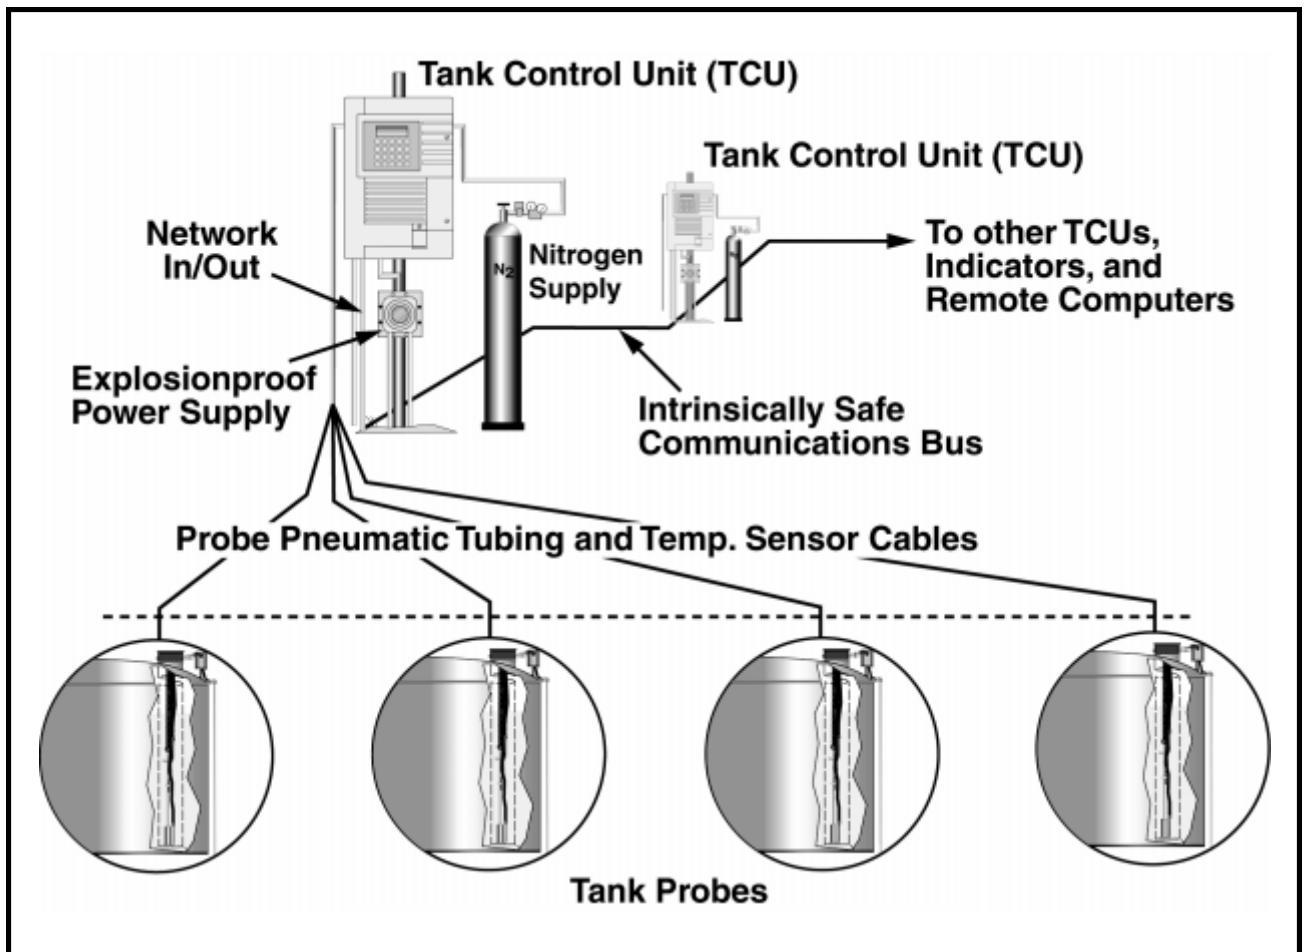 Tank Control Unit (TCU)
Tank Control Unit (TCU)
Network
In/Out
N2
Nitrogen
Supply
To other TCUs,
Indicators, and
Remote Computers
Explosionproof
Power Supply
Intrinsically Safe
Communications Bus
Probe Pneumatic Tubing and Temp. Sensor Cables
Tank Probes